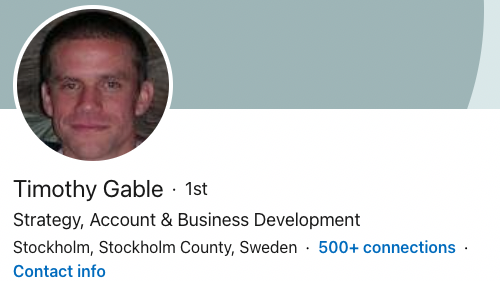 Timothy Gable · 1st
Strategy, Account & Business Development
Stockholm, Stockholm County, Sweden · 500+ connections ·
Contact info